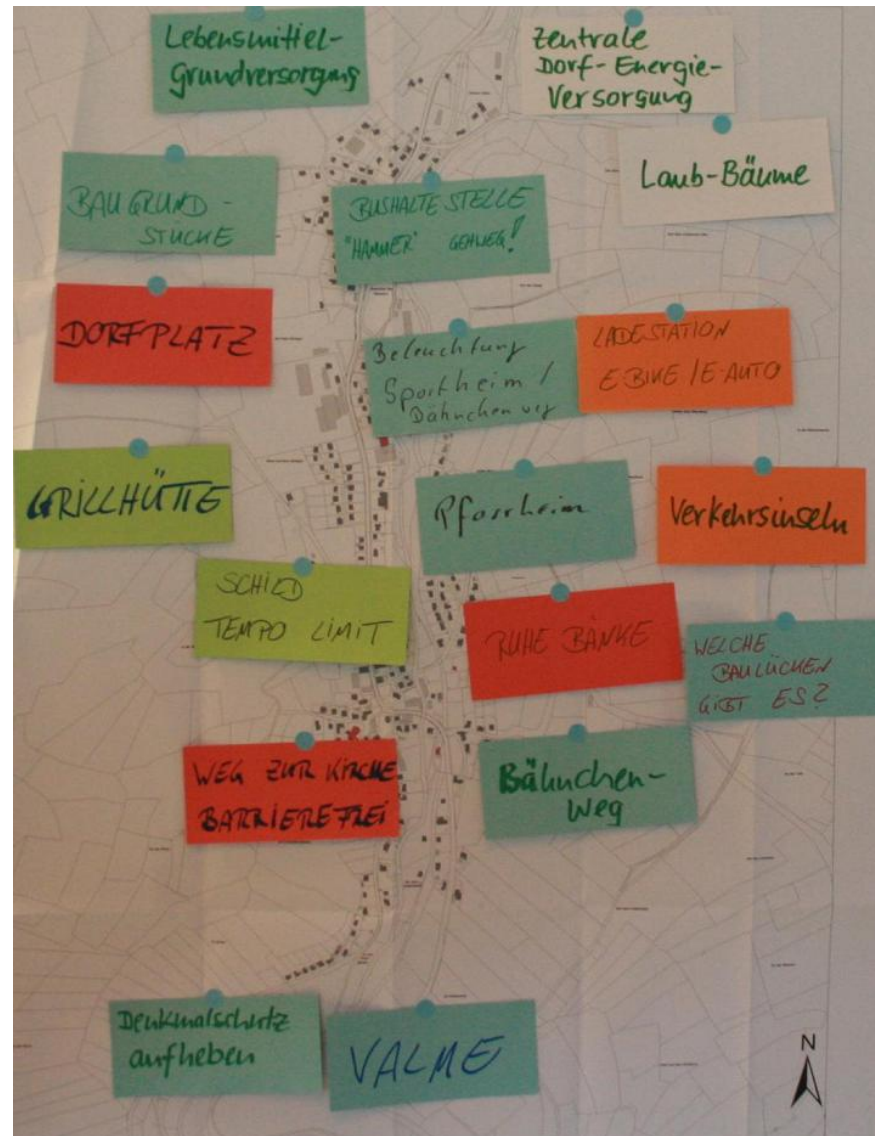 Lebensmittel-
Grundversorgung
Zentrale
Dorf-Energie-
Versorgung
Laub-Bäume
BAUGRUND-
STÜCKE
BUSHALTESTELLE
"HAMMER" GEHWEG!
DORFPLATZ
Beleuchtung
Sportheim /
Bähnchenweg
LADESTATION
E-BIKE / E-AUTO
GRILLHÜTTE
Pfarrheim
Verkehrsinseln
SCHILD
TEMPO LIMIT
RUHE BÄNKE
WELCHE
BAULÜCKEN
GIBT ES?
WEG ZUR KIRCHE
BARRIEREFREI
Bähnchen-
Weg
Denkmalschutz
aufheben
VALME
N